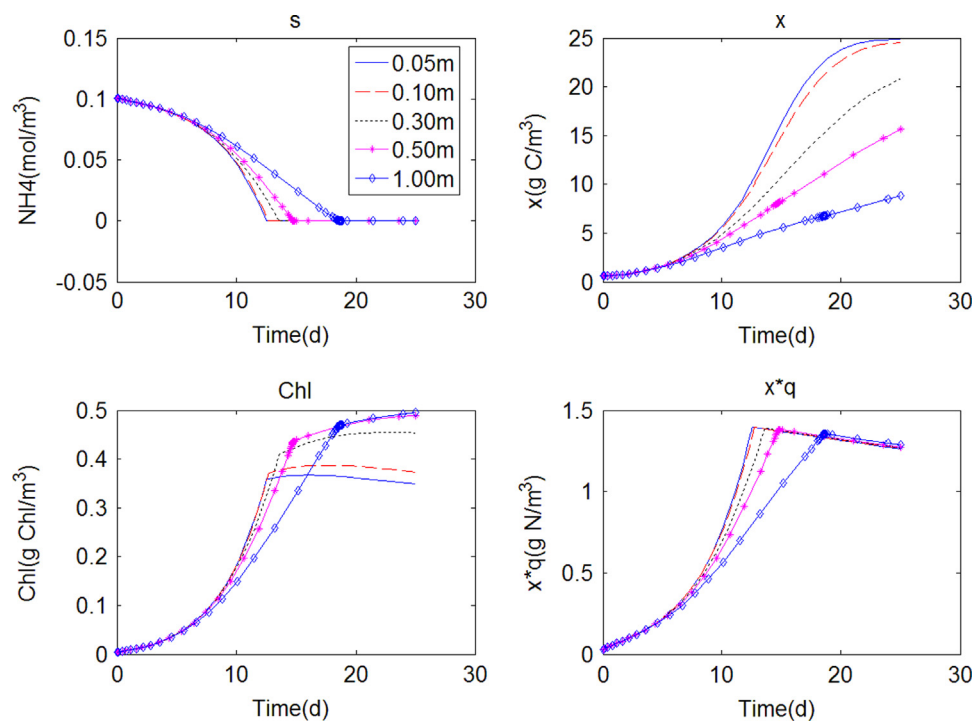 s
0.15
0.1
0.05
0
-0.05
NH4(mol/m³)
0.05m
0.10m
0.30m
0.50m
1.00m
0 10 20 30
Time(d)
x
25
20
15
10
5
0
x(g C/m³)
0 10 20 30
Time(d)
Chl
0.5
0.4
0.3
0.2
0.1
0
Chl(g Chl/m³)
0 10 20 30
Time(d)
x*q
1.5
1
0.5
0
x*q(g N/m³)
0 10 20 30
Time(d)